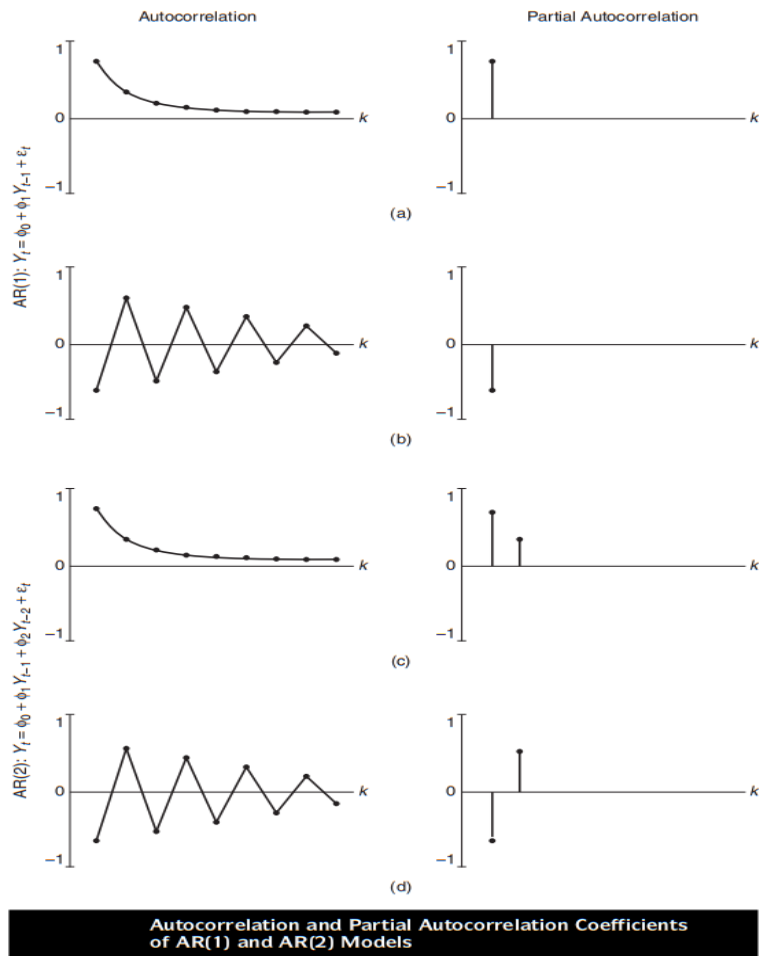 Autocorrelation
Partial Autocorrelation
AR(1): Yₜ = ϕ₀ + ϕ₁Yₜ₋₁ + εₜ
1
0
−1
k
1
0
−1
k
(a)
1
0
−1
k
1
0
−1
k
(b)
AR(2): Yₜ = ϕ₀ + ϕ₁Yₜ₋₁ + ϕ₂Yₜ₋₂ + εₜ
1
0
−1
k
1
0
−1
k
(c)
1
0
−1
k
1
0
−1
k
(d)
Autocorrelation and Partial Autocorrelation Coefficients
of AR(1) and AR(2) Models